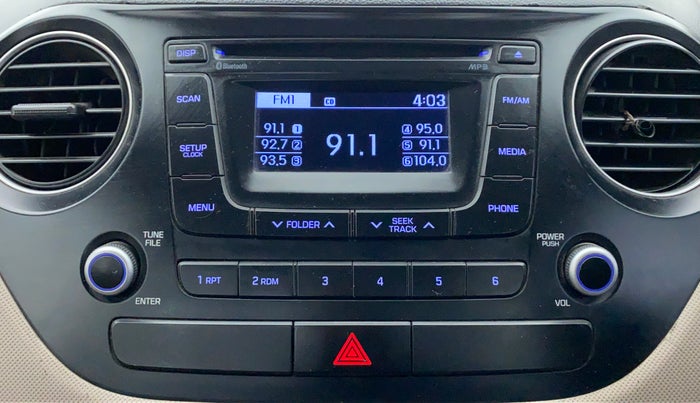 DISP
Bluetooth
MP3
SCAN
FM1 CD 4:03
FM/AM
91.1 1 4 95.0
92.7 2 91.1 5 91.1
93.5 3 6 104.0
SETUP
CLOCK
MEDIA
MENU
FOLDER
SEEK
TRACK
PHONE
TUNE
FILE
POWER
PUSH
1 RPT 2 RDM 3 4 5 6
ENTER
VOL